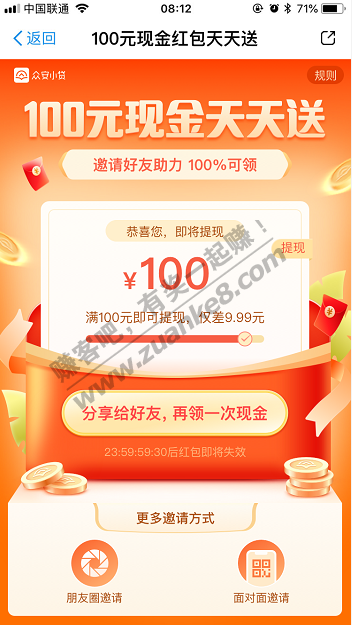 中国联通
08:12
71%
返回
100元现金红包天天送
众安小贷
规则
100元现金天天送
邀请好友助力 100%可领
恭喜您，即将提现
提现
¥100
满100元即可提现，仅差9.99元
赚客吧，有奖一起赚！
www.zuanke8.com
分享给好友，再领一次现金
23:59:59:30后红包即将失效
更多邀请方式
朋友圈邀请
面对面邀请